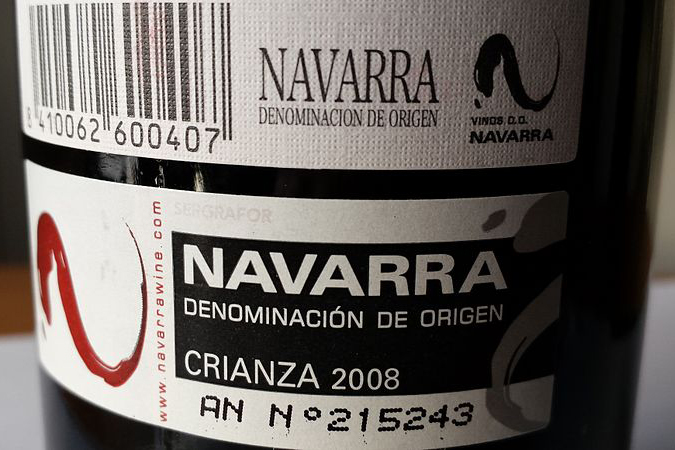 NAVARRA
DENOMINACION DE ORIGEN
VINOS D.O.
NAVARRA
8 410062 600407
www.navarrawine.com
SERGRAFOR
NAVARRA
DENOMINACIÓN DE ORIGEN
CRIANZA 2008
AN Nº215243